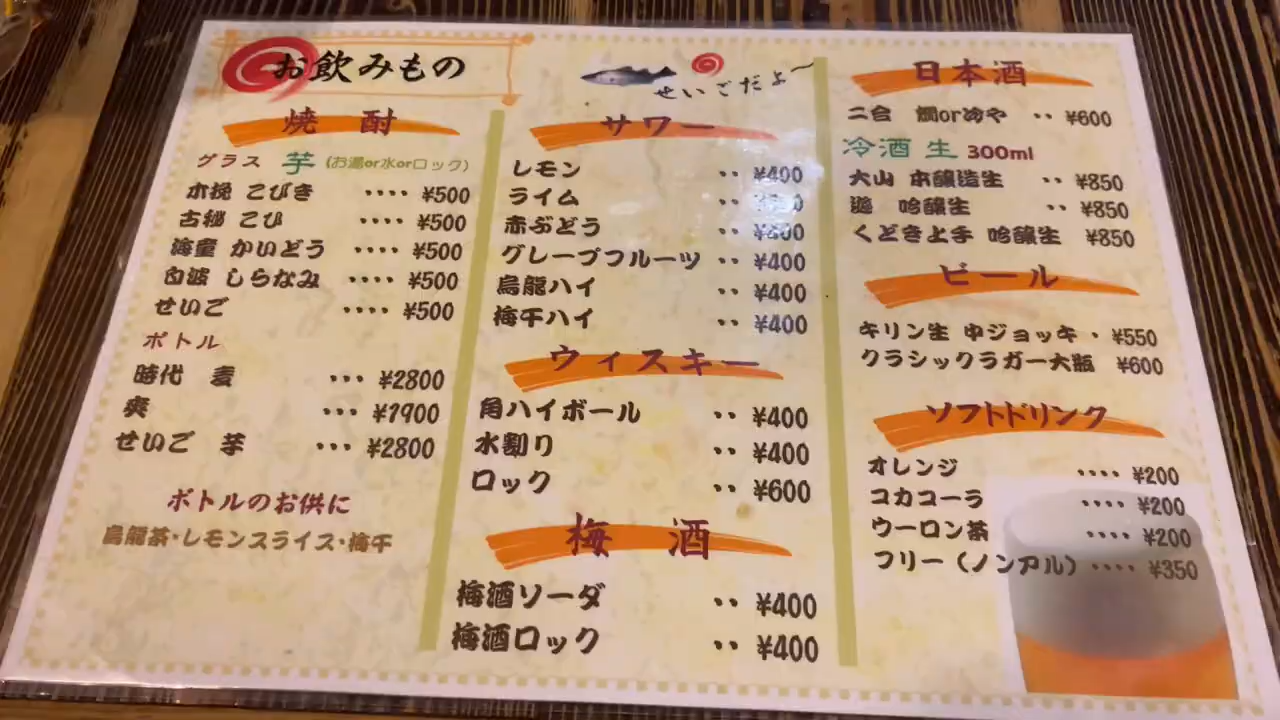 お飲みもの
焼 酎
グラス 芋 (お湯or水orロック)
木挽 こびき ‥‥ ¥500
古秘 こひ ‥‥ ¥500
海童 かいどう ‥‥ ¥500
白波 しらなみ ‥‥ ¥500
せいご ‥‥ ¥500
ボトル
時代 麦 ‥・ ¥2800
爽 ‥・ ¥1900
せいご 芋 ‥・ ¥2800
ボトルのお供に
烏龍茶・レモンスライス・梅干
せいごだよ〜
サワー
レモン ‥ ¥400
ライム ‥
赤ぶどう ‥ ¥400
グレープフルーツ ‥ ¥400
烏龍ハイ ‥ ¥400
梅干ハイ ‥ ¥400
ウィスキー
角ハイボール ‥ ¥400
水割り ‥ ¥400
ロック ‥ ¥600
梅 酒
梅酒ソーダ ‥ ¥400
梅酒ロック ‥ ¥400
日本酒
二合 燗or冷や ‥ ¥600
冷酒 生 300ml
大山 本醸造生 ‥ ¥850
吟醸生 ‥ ¥850
くどき上手 吟醸生 ¥850
ビール
キリン生 中ジョッキ・ ¥550
クラシックラガー大瓶 ¥600
ソフトドリンク
オレンジ ‥‥ ¥200
コカコーラ ‥‥ ¥200
ウーロン茶 ‥‥ ¥200
フリー（ノンアル）‥‥ ¥350